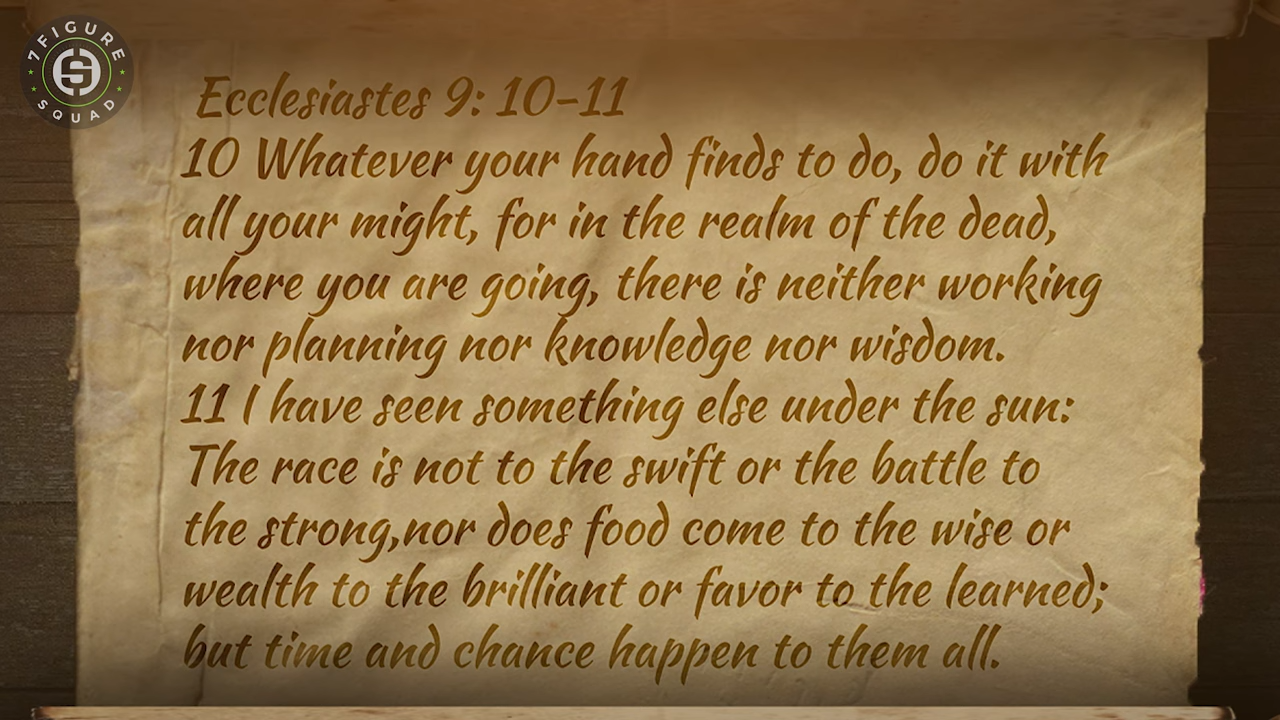 7FIGURE
SQUAD
Ecclesiastes 9: 10-11
10 Whatever your hand finds to do, do it with
all your might, for in the realm of the dead,
where you are going, there is neither working
nor planning nor knowledge nor wisdom.
11 I have seen something else under the sun:
The race is not to the swift or the battle to
the strong,nor does food come to the wise or
wealth to the brilliant or favor to the learned;
but time and chance happen to them all.